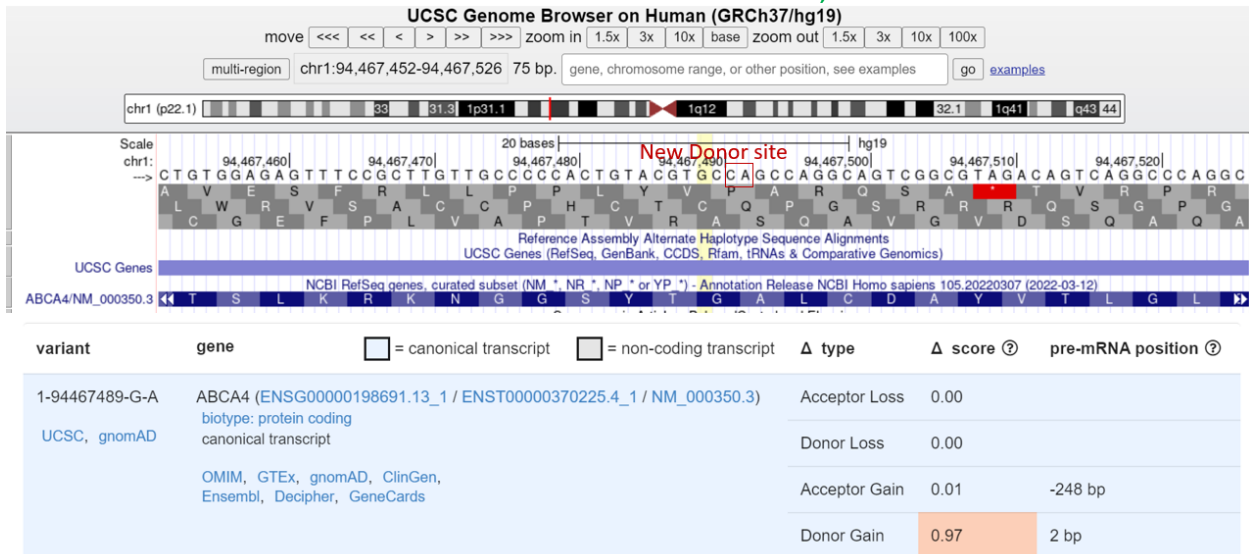 UCSC Genome Browser on Human (GRCh37/hg19)
move <<< << < > >> >>> zoom in 1.5x 3x 10x base zoom out 1.5x 3x 10x 100x
multi-region chr1:94,467,452-94,467,526 75 bp. gene, chromosome range, or other position, see examples go examples
chr1 (p22.1) 33 31.3 1p31.1 1q12 32.1 1q41 q43 44
Scale 20 bases hg19
New Donor site
chr1: 94,467,460 94,467,470 94,467,480 94,467,490 94,467,500 94,467,510 94,467,520
---> C T G T G G A G A G T T T C C G C T T G T T G C C C C C A C T G T A C G T G C C A G C C A G G C A G T C G G C G T A G A C A G T C A G G C C C A G G C
A V E S F R L L P P L Y V P A R Q S A * T V R P R
L W R V S A C C P H C T C Q P G S R R R Q S G P G
C G E F P L V A P T V R A S Q A V G V D S Q A Q A
Reference Assembly Alternate Haplotype Sequence Alignments
UCSC Genes (RefSeq, GenBank, CCDS, Rfam, tRNAs & Comparative Genomics)
UCSC Genes
NCBI RefSeq genes, curated subset (NM_*, NR_*, NP_* or YP_*) - Annotation Release NCBI Homo sapiens 105.20220307 (2022-03-12)
ABCA4/NM_000350.3 T S L K R K N G G S Y T G A L C D A Y V T L G L
variant gene = canonical transcript = non-coding transcript Δ type Δ score ? pre-mRNA position ?
1-94467489-G-A ABCA4 (ENSG00000198691.13_1 / ENST00000370225.4_1 / NM_000350.3) Acceptor Loss 0.00
biotype: protein coding
UCSC, gnomAD canonical transcript Donor Loss 0.00
OMIM, GTEx, gnomAD, ClinGen,
Ensembl, Decipher, GeneCards Acceptor Gain 0.01 -248 bp
Donor Gain 0.97 2 bp